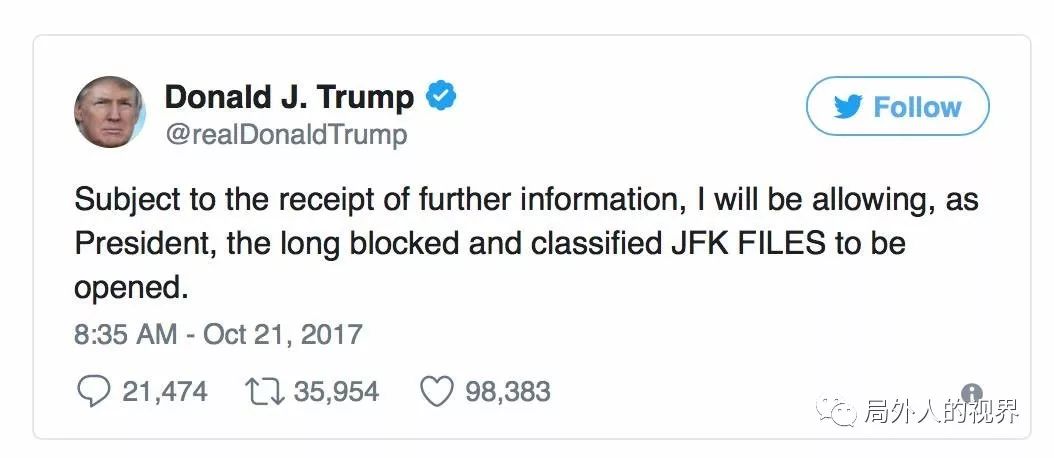 Donald J. Trump
@realDonaldTrump
Follow
Subject to the receipt of further information, I will be allowing, as
President, the long blocked and classified JFK FILES to be
opened.
8:35 AM - Oct 21, 2017
21,474 35,954 98,383
局外人的视界